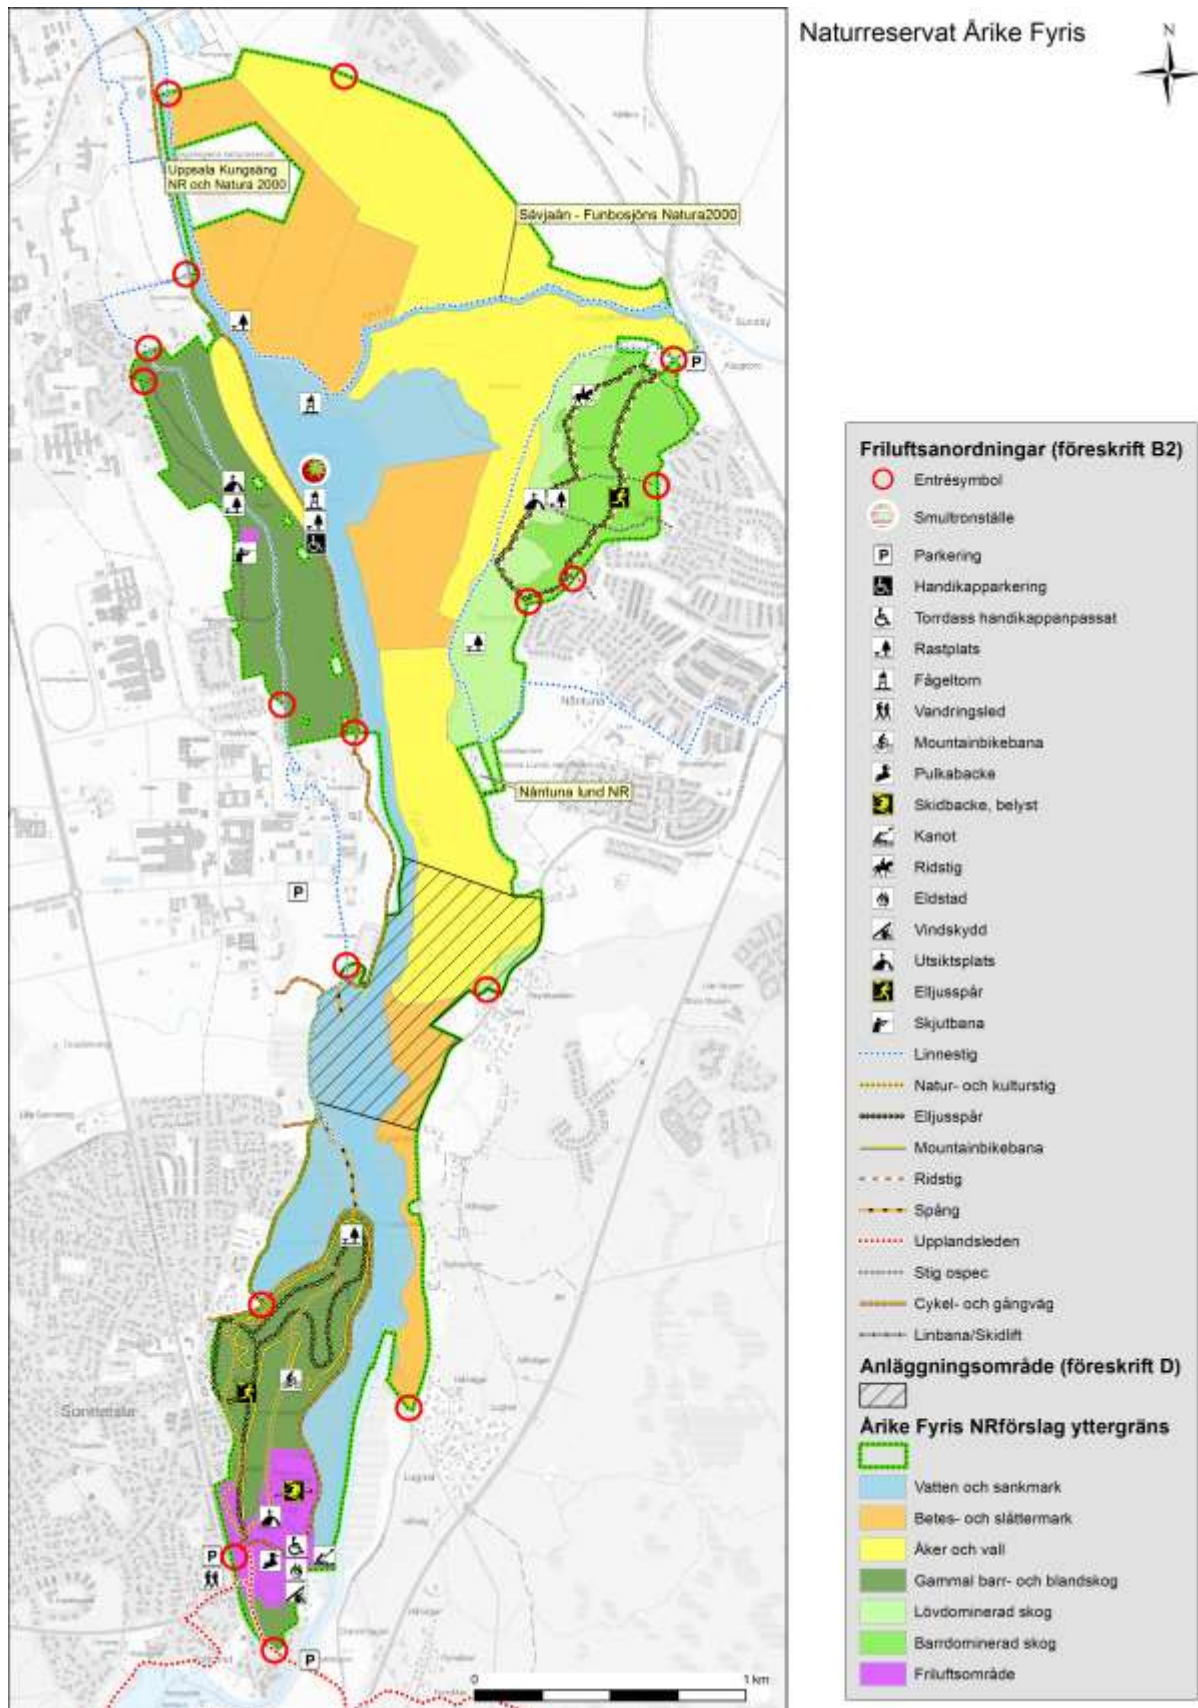 Naturreservat Årike Fyris
N
Uppsala Kungsäng
NR och Natura 2000
Sävjaån - Funbosjöns Natura2000
P
Nåntuna
Nåntuna lund NR
P
P
P
0
1 km
Friluftsanordningar (föreskrift B2)
Entrésymbol
Smultronställe
P Parkering
Handikapparkering
Torrdass handikappanpassat
Rastplats
Fågeltorn
Vandringsled
Mountainbikebana
Pulkabacke
Skidbacke, belyst
Kanot
Ridstig
Eldstad
Vindskydd
Utsiktsplats
Elljusspår
Skjutbana
Linnestig
Natur- och kulturstig
Elljusspår
Mountainbikebana
Ridstig
Spång
Upplandsleden
Stig ospec
Cykel- och gångväg
Linbana/Skidlift
Anläggningsområde (föreskrift D)
Årike Fyris NRförslag yttergräns
Vatten och sankmark
Betes- och slåttermark
Åker och vall
Gammal barr- och blandskog
Lövdominerad skog
Barrdominerad skog
Friluftsområde